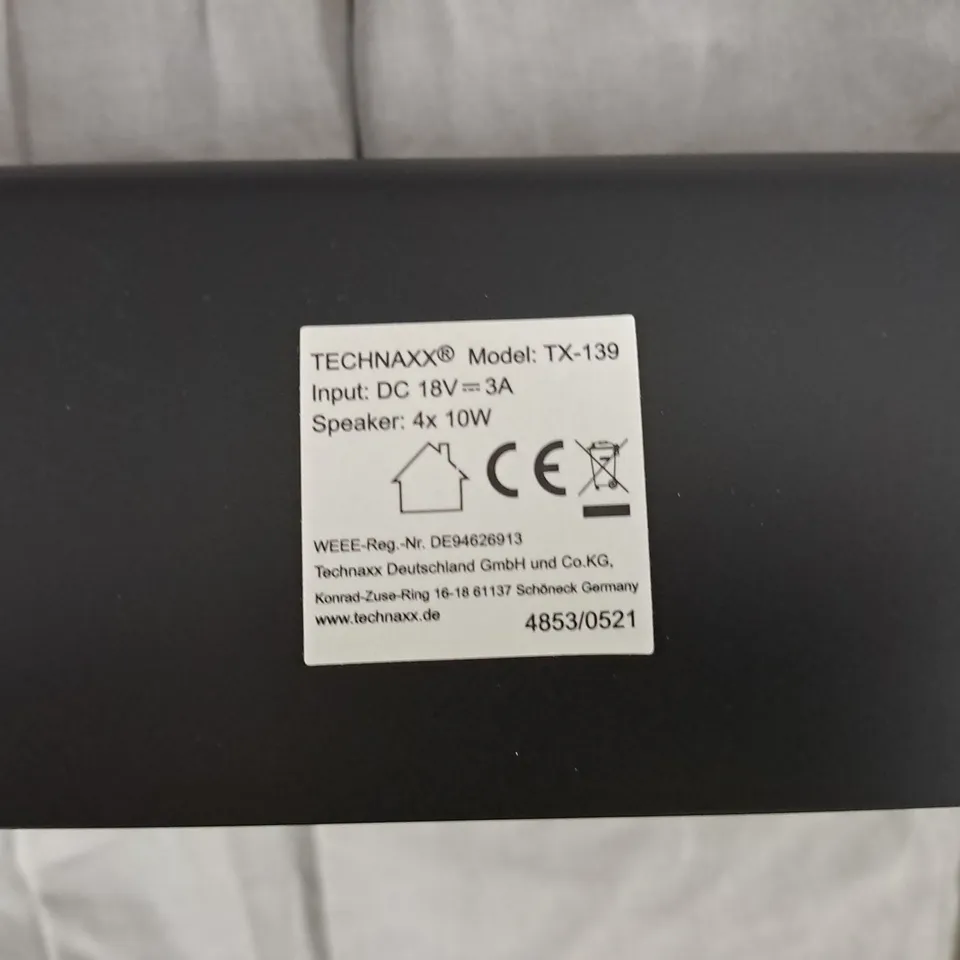 TECHNAXX® Model: TX-139
Input: DC 18V⎓3A
Speaker: 4x 10W
CE
WEEE-Reg.-Nr. DE94626913
Technaxx Deutschland GmbH und Co.KG,
Konrad-Zuse-Ring 16-18 61137 Schöneck Germany
www.technaxx.de
4853/0521